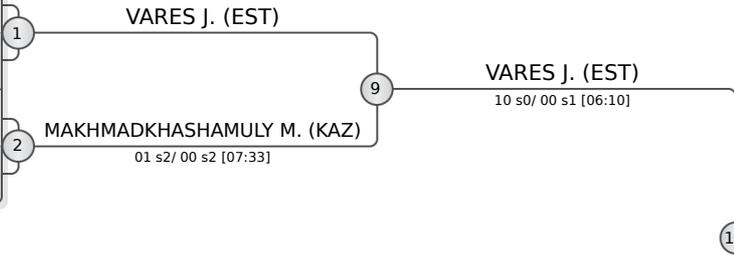 VARES J. (EST)
1
VARES J. (EST)
9
10 s0/ 00 s1 [06:10]
MAKHMADKHASHAMULY M. (KAZ)
2
01 s2/ 00 s2 [07:33]